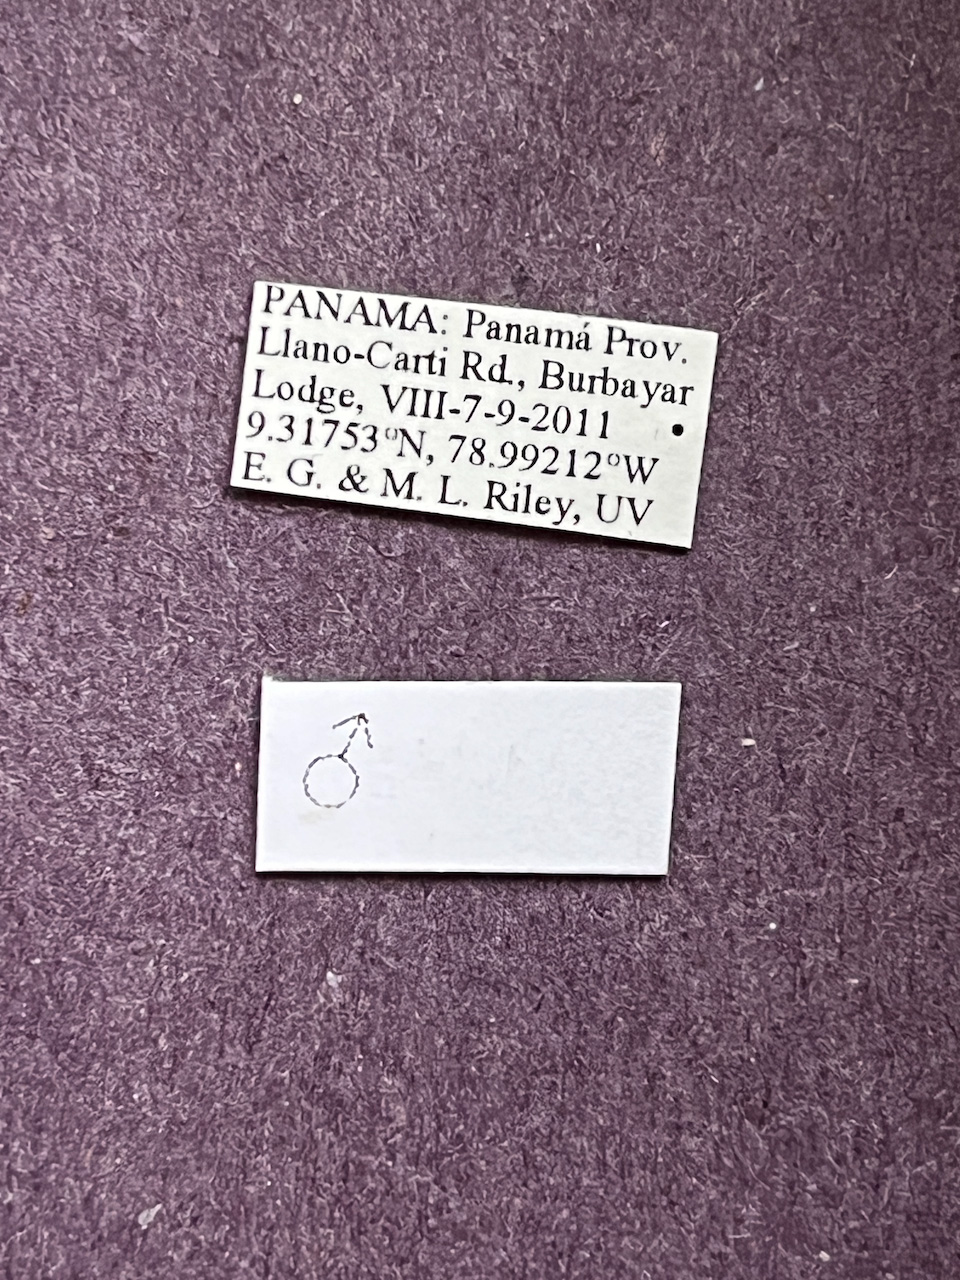 PANAMA: Panamá Prov.
Llano-Carti Rd., Burbayar
Lodge, VIII-7-9-2011
9.31753°N, 78.99212°W
E. G. & M. L. Riley, UV
♂